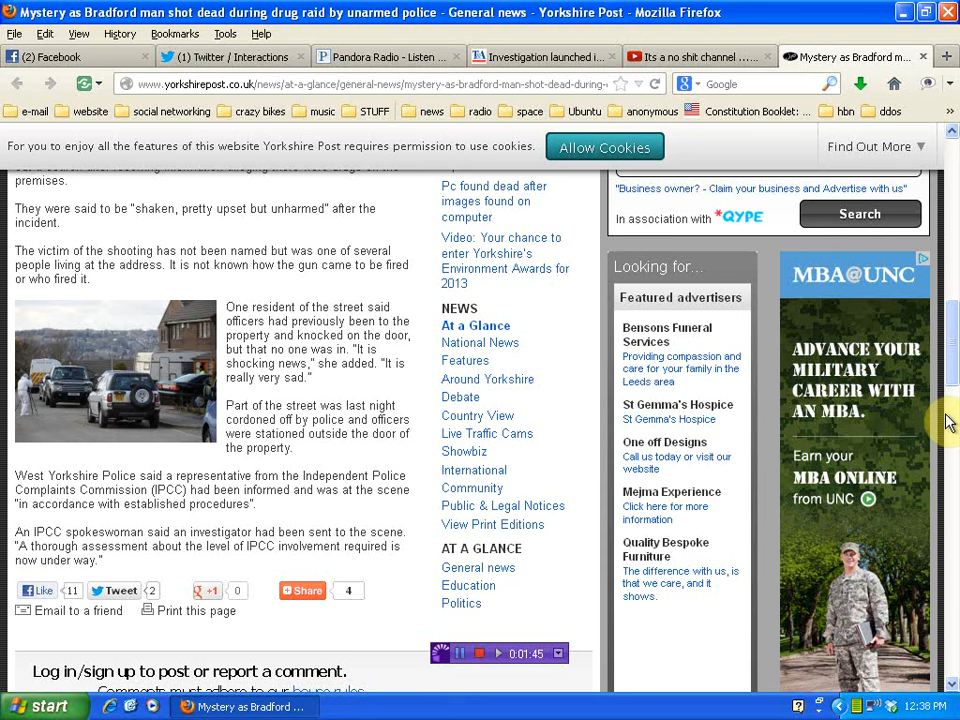 Mystery as Bradford man shot dead during drug raid by unarmed police - General news - Yorkshire Post - Mozilla Firefox
File Edit View History Bookmarks Tools Help
(2) Facebook
(1) Twitter / Interactions
Pandora Radio - Listen ...
Investigation launched i...
Its a no shit channel ....
Mystery as Bradford m...
www.yorkshirepost.co.uk/news/at-a-glance/general-news/mystery-as-bradford-man-shot-dead-during-
Google
e-mail website social networking crazy bikes music STUFF news radio space Ubuntu anonymous Constitution Booklet: ... hbn ddos
For you to enjoy all the features of this website Yorkshire Post requires permission to use cookies.
Allow Cookies
Find Out More
premises.
They were said to be "shaken, pretty upset but unharmed" after the
incident.
The victim of the shooting has not been named but was one of several
people living at the address. It is not known how the gun came to be fired
or who fired it.
One resident of the street said
officers had previously been to the
property and knocked on the door,
but that no one was in. "It is
shocking news," she added. "It is
really very sad."
Part of the street was last night
cordoned off by police and officers
were stationed outside the door of
the property.
West Yorkshire Police said a representative from the Independent Police
Complaints Commission (IPCC) had been informed and was at the scene
"in accordance with established procedures".
An IPCC spokeswoman said an investigator had been sent to the scene.
"A thorough assessment about the level of IPCC involvement required is
now under way."
Like 11 Tweet 2 +1 0 Share 4
Email to a friend Print this page
Log in/sign up to post or report a comment.
Comments must adhere to our house rules
Pc found dead after
images found on
computer
Video: Your chance to
enter Yorkshire's
Environment Awards for
2013
NEWS
At a Glance
National News
Features
Around Yorkshire
Debate
Country View
Live Traffic Cams
Showbiz
International
Community
Public & Legal Notices
View Print Editions
AT A GLANCE
General news
Education
Politics
0:01:45
"Business owner? - Claim your business and Advertise with us"
In association with *QYPE
Search
Looking for...
Featured advertisers
Bensons Funeral
Services
Providing compassion and
care for your family in the
Leeds area
St Gemma's Hospice
St Gemma's Hospice
One off Designs
Call us today or visit our
website
Mejma Experience
Click here for more
information
Quality Bespoke
Furniture
The difference with us, is
that we care, and it
shows.
MBA@UNC
ADVANCE YOUR
MILITARY
CAREER WITH
AN MBA.
Earn your
MBA ONLINE
from UNC
start
Mystery as Bradford ...
12:38 PM